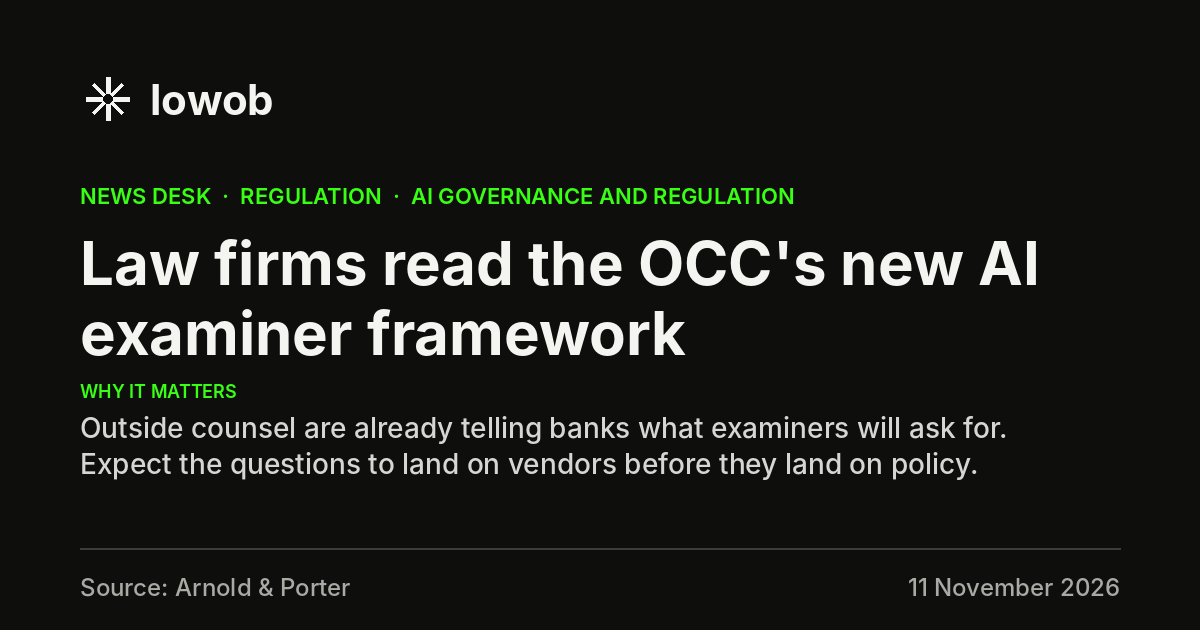 lowob
NEWS DESK · REGULATION · AI GOVERNANCE AND REGULATION
Law firms read the OCC's new AI
examiner framework
WHY IT MATTERS
Outside counsel are already telling banks what examiners will ask for.
Expect the questions to land on vendors before they land on policy.
Source: Arnold & Porter
11 November 2026